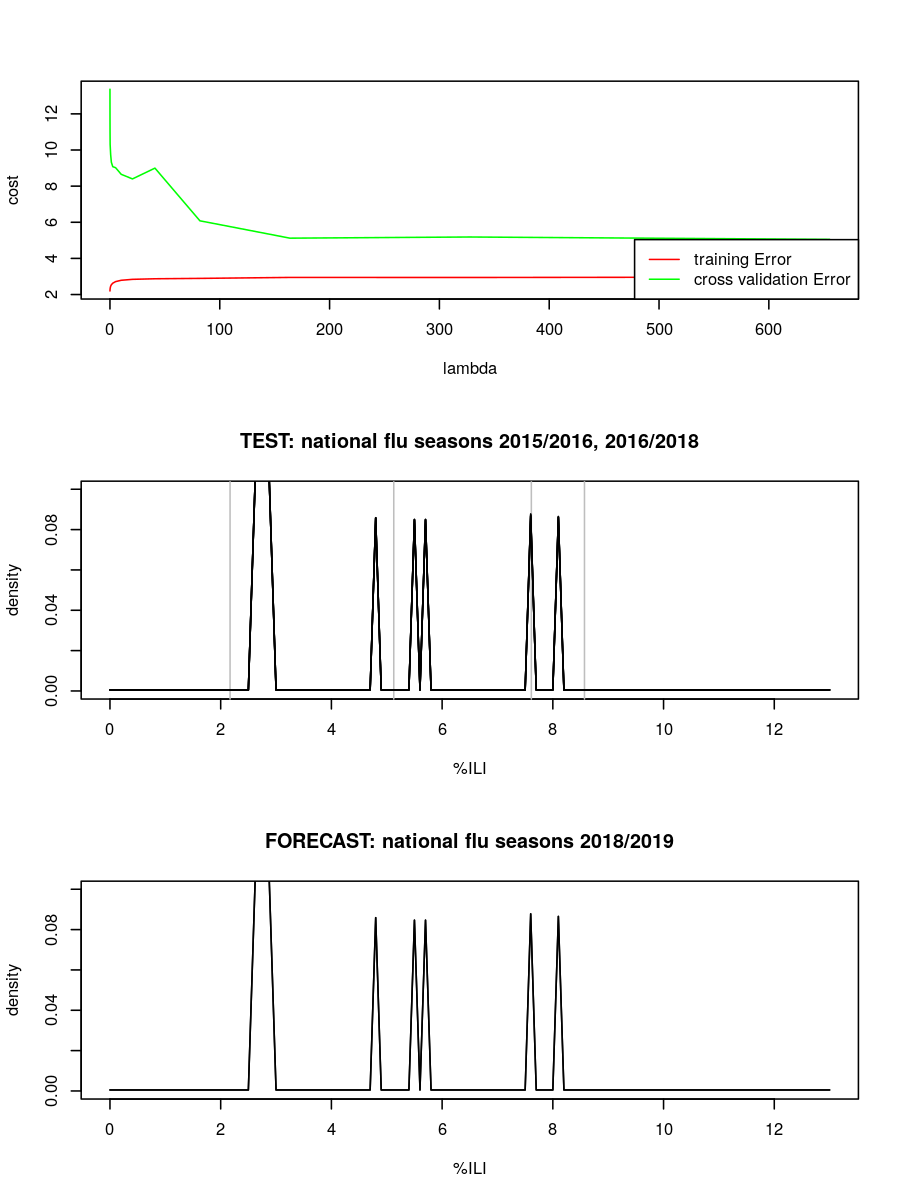 cost
12
10
8
6
4
2
training Error
cross validation Error
0 100 200 300 400 500 600
lambda
TEST: national flu seasons 2015/2016, 2016/2018
density
0.08
0.04
0.00
0 2 4 6 8 10 12
%ILI
FORECAST: national flu seasons 2018/2019
density
0.08
0.04
0.00
0 2 4 6 8 10 12
%ILI